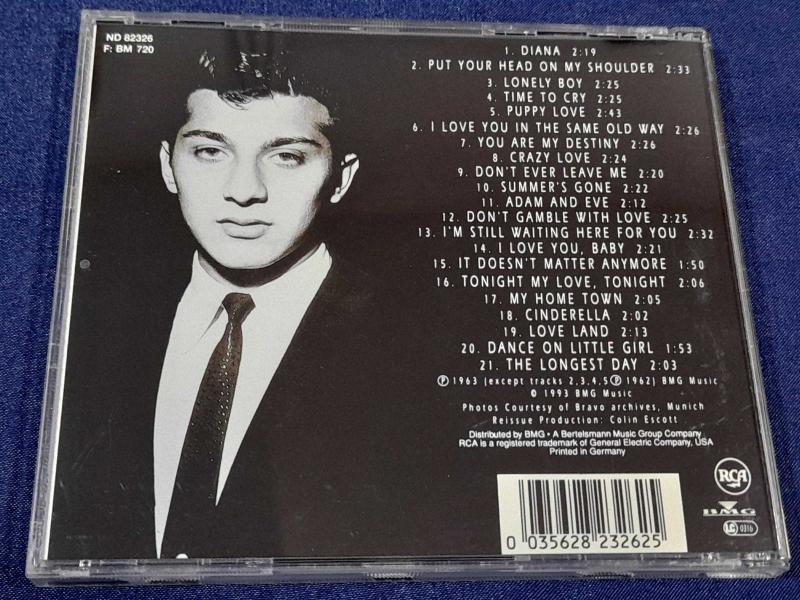 ND 82326
F: BM 720
1. DIANA 2:19
2. PUT YOUR HEAD ON MY SHOULDER 2:33
3. LONELY BOY 2:25
4. TIME TO CRY 2:25
5. PUPPY LOVE 2:43
6. I LOVE YOU IN THE SAME OLD WAY 2:26
7. YOU ARE MY DESTINY 2:26
8. CRAZY LOVE 2:24
9. DON'T EVER LEAVE ME 2:20
10. SUMMER'S GONE 2:22
11. ADAM AND EVE 2:12
12. DON'T GAMBLE WITH LOVE 2:25
13. I'M STILL WAITING HERE FOR YOU 2:32
14. I LOVE YOU, BABY 2:21
15. IT DOESN'T MATTER ANYMORE 1:50
16. TONIGHT MY LOVE, TONIGHT 2:06
17. MY HOME TOWN 2:05
18. CINDERELLA 2:02
19. LOVE LAND 2:13
20. DANCE ON LITTLE GIRL 1:53
21. THE LONGEST DAY 2:03
℗ 1963 (except tracks 2,3,4,5 ℗ 1962) BMG Music
© 1993 BMG Music
Photos Courtesy of Bravo archives, Munich
Reissue Production: Colin Escott
Distributed by BMG • A Bertelsmann Music Group Company
RCA is a registered trademark of General Electric Company, USA
Printed in Germany
RCA
BMG
LC 0316
0 035628 232625